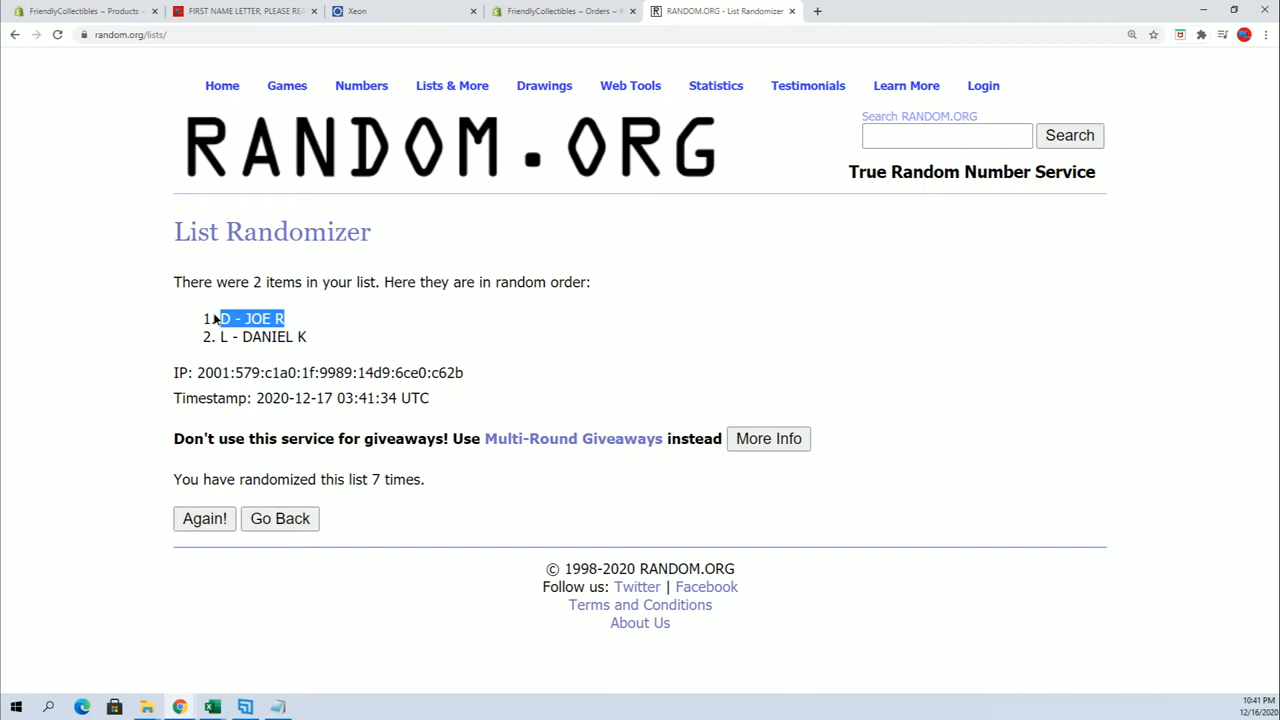 FriendlyCollectibles ~ Products ~
FIRST NAME LETTER, PLEASE REA
Xeon
FriendlyCollectibles ~ Orders ~ #
RANDOM.ORG - List Randomizer
random.org/lists/
Home Games Numbers Lists & More Drawings Web Tools Statistics Testimonials Learn More Login
RANDOM.ORG
Search RANDOM.ORG
Search
True Random Number Service
List Randomizer
There were 2 items in your list. Here they are in random order:
1. D - JOE R
2. L - DANIEL K
IP: 2001:579:c1a0:1f:9989:14d9:6ce0:c62b
Timestamp: 2020-12-17 03:41:34 UTC
Don't use this service for giveaways! Use Multi-Round Giveaways instead More Info
You have randomized this list 7 times.
Again! Go Back
© 1998-2020 RANDOM.ORG
Follow us: Twitter | Facebook
Terms and Conditions
About Us
10:41 PM
12/16/2020